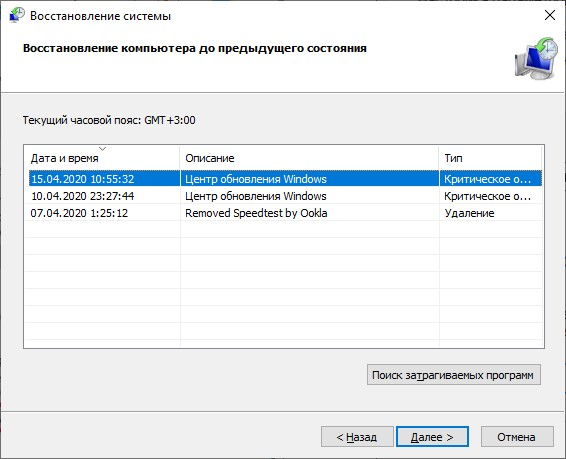 Восстановление системы
Восстановление компьютера до предыдущего состояния
Текущий часовой пояс: GMT+3:00
Дата и время Описание Тип
15.04.2020 10:55:32 Центр обновления Windows Критическое о...
10.04.2020 23:27:44 Центр обновления Windows Критическое о...
07.04.2020 1:25:12 Removed Speedtest by Ookla Удаление
Поиск затрагиваемых программ
< Назад Далее > Отмена